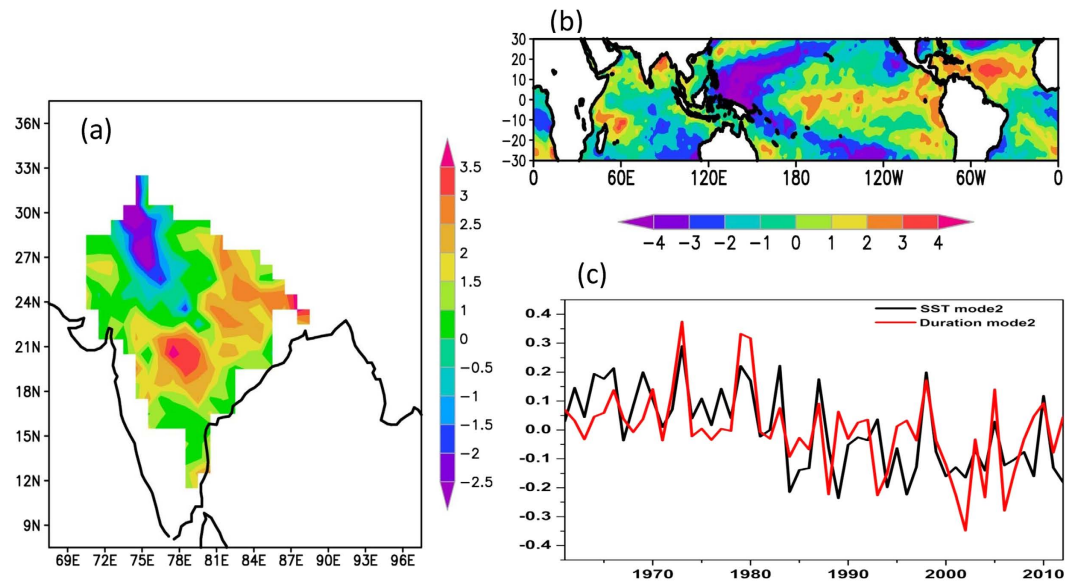 (a)
36N
33N
30N
27N
24N
21N
18N
15N
12N
9N
69E 72E 75E 78E 81E 84E 87E 90E 93E 96E
3.5
3
2.5
2
1.5
1
0
−0.5
−1
−1.5
−2
−2.5
(b)
30
20
10
0
−10
−20
−30
0 60E 120E 180 120W 60W 0
−4 −3 −2 −1 0 1 2 3 4
(c)
SST mode2
Duration mode2
0.4
0.3
0.2
0.1
0.0
-0.1
-0.2
-0.3
-0.4
1970 1980 1990 2000 2010